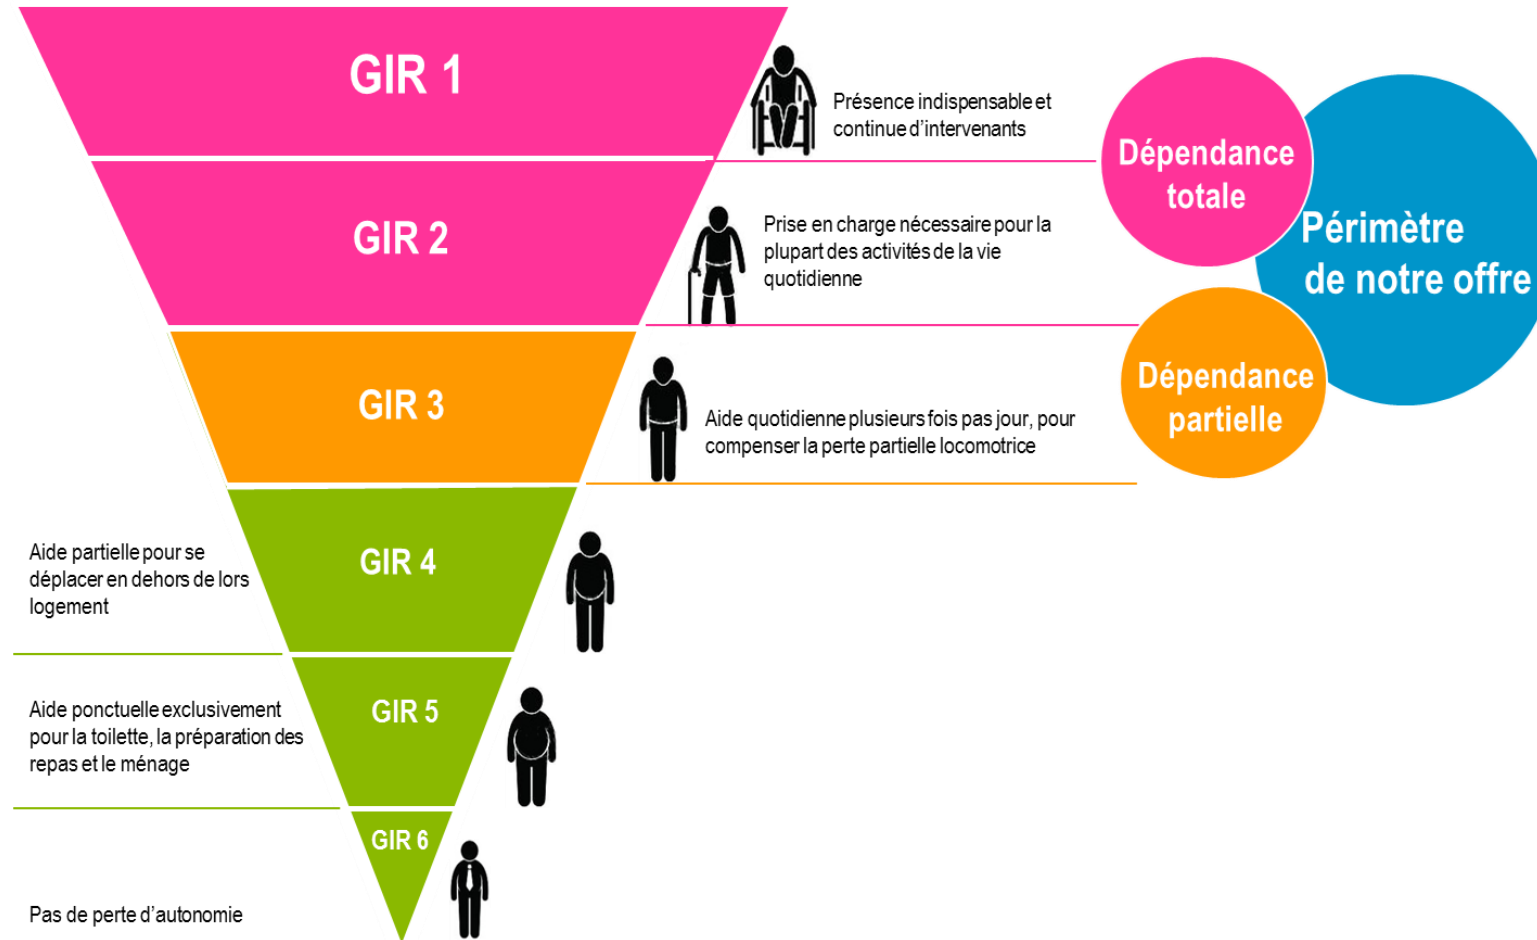 GIR 1
Présence indispensable et
continue d’intervenants
Dépendance
totale
Périmètre
de notre offre
GIR 2
Prise en charge nécessaire pour la
plupart des activités de la vie
quotidienne
GIR 3
Aide quotidienne plusieurs fois pas jour, pour
compenser la perte partielle locomotrice
Dépendance
partielle
GIR 4
Aide partielle pour se
déplacer en dehors de lors
logement
GIR 5
Aide ponctuelle exclusivement
pour la toilette, la préparation des
repas et le ménage
GIR 6
Pas de perte d’autonomie